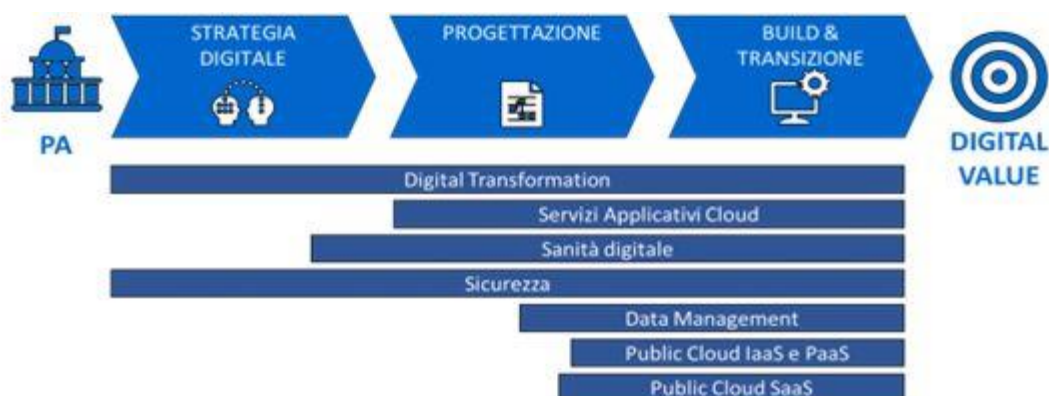 STRATEGIA
DIGITALE
PROGETTAZIONE
BUILD &
TRANSIZIONE
PA
DIGITAL
VALUE
Digital Transformation
Servizi Applicativi Cloud
Sanità digitale
Sicurezza
Data Management
Public Cloud IaaS e PaaS
Public Cloud SaaS